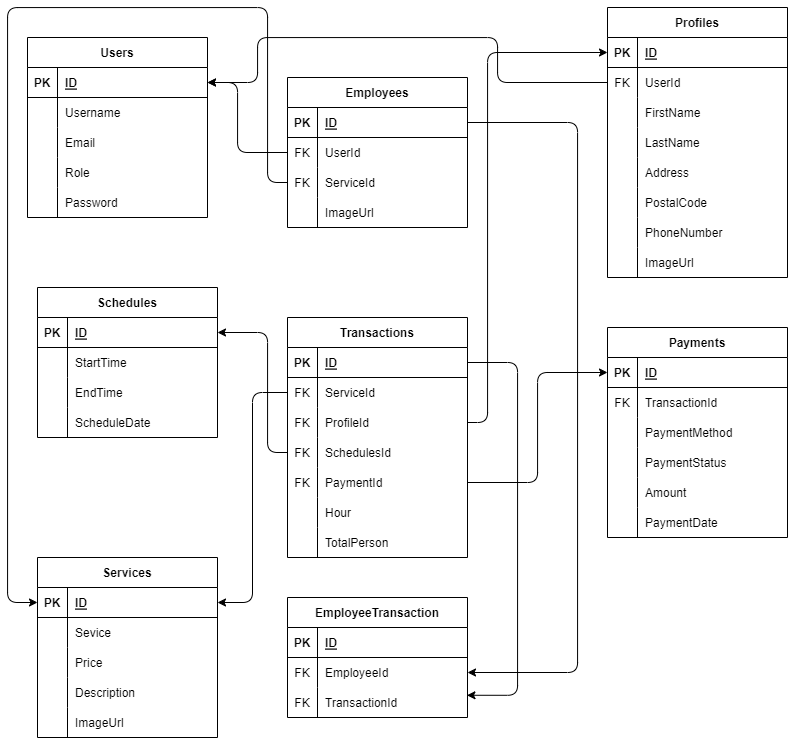 Users
PK ID
Username
Email
Role
Password
Employees
PK ID
FK UserId
FK ServiceId
ImageUrl
Profiles
PK ID
FK UserId
FirstName
LastName
Address
PostalCode
PhoneNumber
ImageUrl
Schedules
PK ID
StartTime
EndTime
ScheduleDate
Transactions
PK ID
FK ServiceId
FK ProfileId
FK SchedulesId
FK PaymentId
Hour
TotalPerson
Payments
PK ID
FK TransactionId
PaymentMethod
PaymentStatus
Amount
PaymentDate
Services
PK ID
Sevice
Price
Description
ImageUrl
EmployeeTransaction
PK ID
FK EmployeeId
FK TransactionId